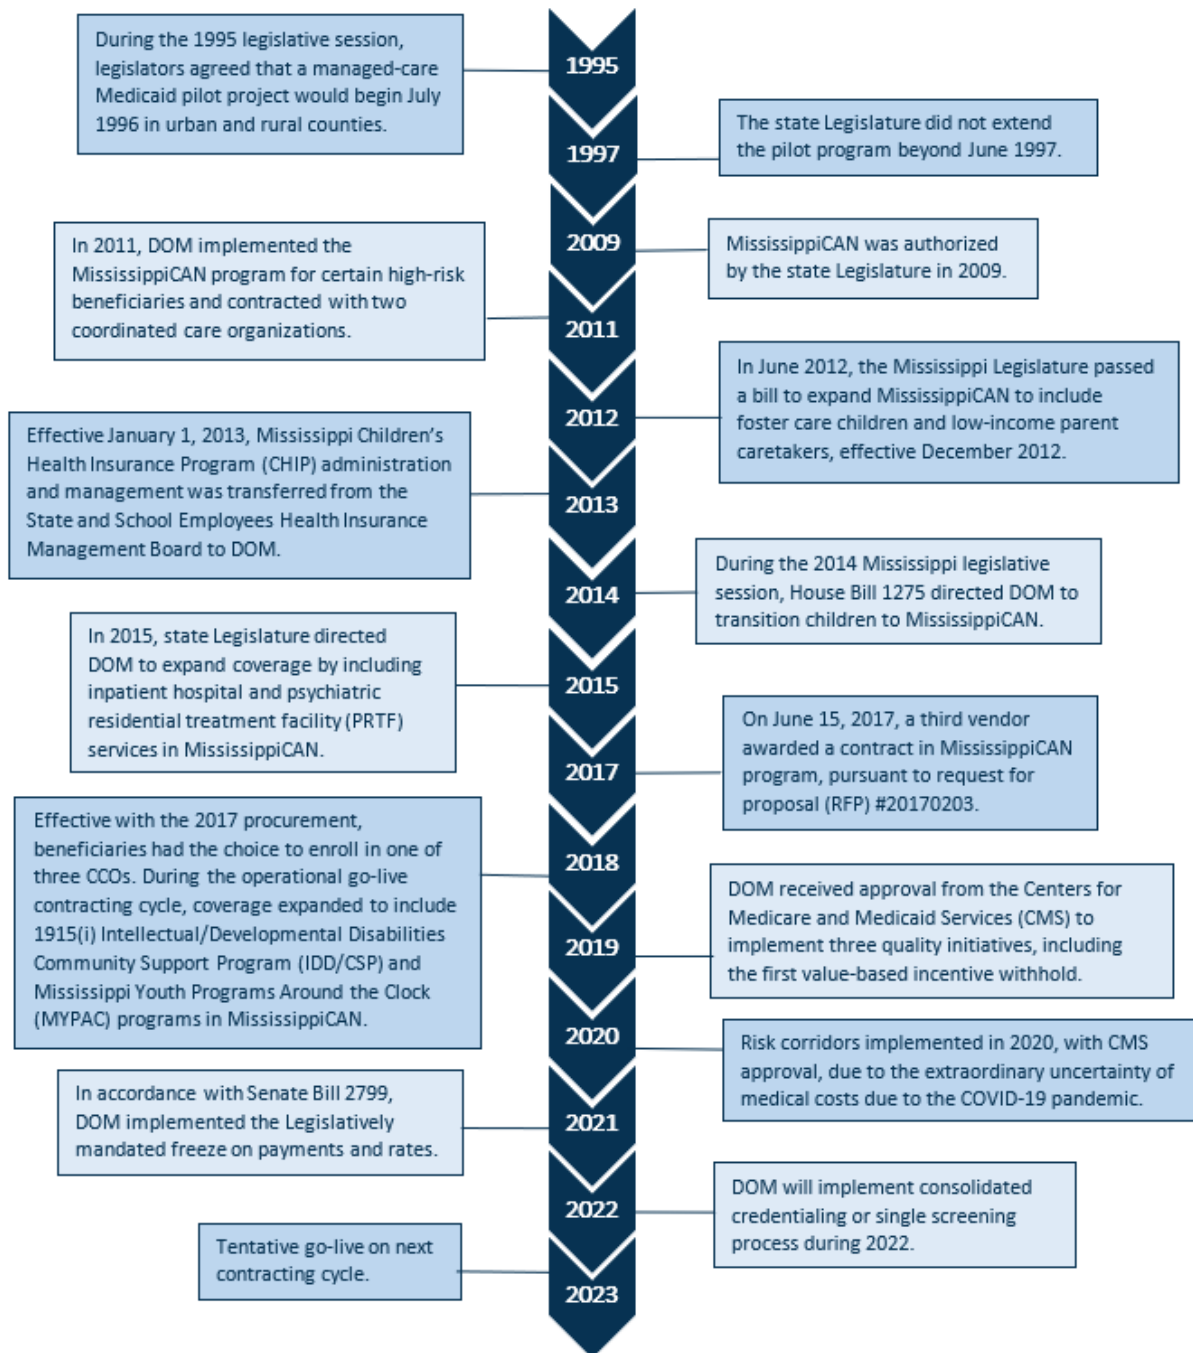 During the 1995 legislative session,
legislators agreed that a managed-care
Medicaid pilot project would begin July
1996 in urban and rural counties.
1995
1997
The state Legislature did not extend
the pilot program beyond June 1997.
2009
MississippiCAN was authorized
by the state Legislature in 2009.
In 2011, DOM implemented the
MississippiCAN program for certain high-risk
beneficiaries and contracted with two
coordinated care organizations.
2011
2012
In June 2012, the Mississippi Legislature passed
a bill to expand MississippiCAN to include
foster care children and low-income parent
caretakers, effective December 2012.
Effective January 1, 2013, Mississippi Children’s
Health Insurance Program (CHIP) administration
and management was transferred from the
State and School Employees Health Insurance
Management Board to DOM.
2013
2014
During the 2014 Mississippi legislative
session, House Bill 1275 directed DOM to
transition children to MississippiCAN.
In 2015, state Legislature directed
DOM to expand coverage by including
inpatient hospital and psychiatric
residential treatment facility (PRTF)
services in MississippiCAN.
2015
2017
On June 15, 2017, a third vendor
awarded a contract in MississippiCAN
program, pursuant to request for
proposal (RFP) #20170203.
Effective with the 2017 procurement,
beneficiaries had the choice to enroll in one of
three CCOs. During the operational go-live
contracting cycle, coverage expanded to include
1915(i) Intellectual/Developmental Disabilities
Community Support Program (IDD/CSP) and
Mississippi Youth Programs Around the Clock
(MYPAC) programs in MississippiCAN.
2018
2019
DOM received approval from the Centers for
Medicare and Medicaid Services (CMS) to
implement three quality initiatives, including
the first value-based incentive withhold.
2020
Risk corridors implemented in 2020, with CMS
approval, due to the extraordinary uncertainty of
medical costs due to the COVID-19 pandemic.
In accordance with Senate Bill 2799,
DOM implemented the Legislatively
mandated freeze on payments and rates.
2021
2022
DOM will implement consolidated
credentialing or single screening
process during 2022.
Tentative go-live on next
contracting cycle.
2023